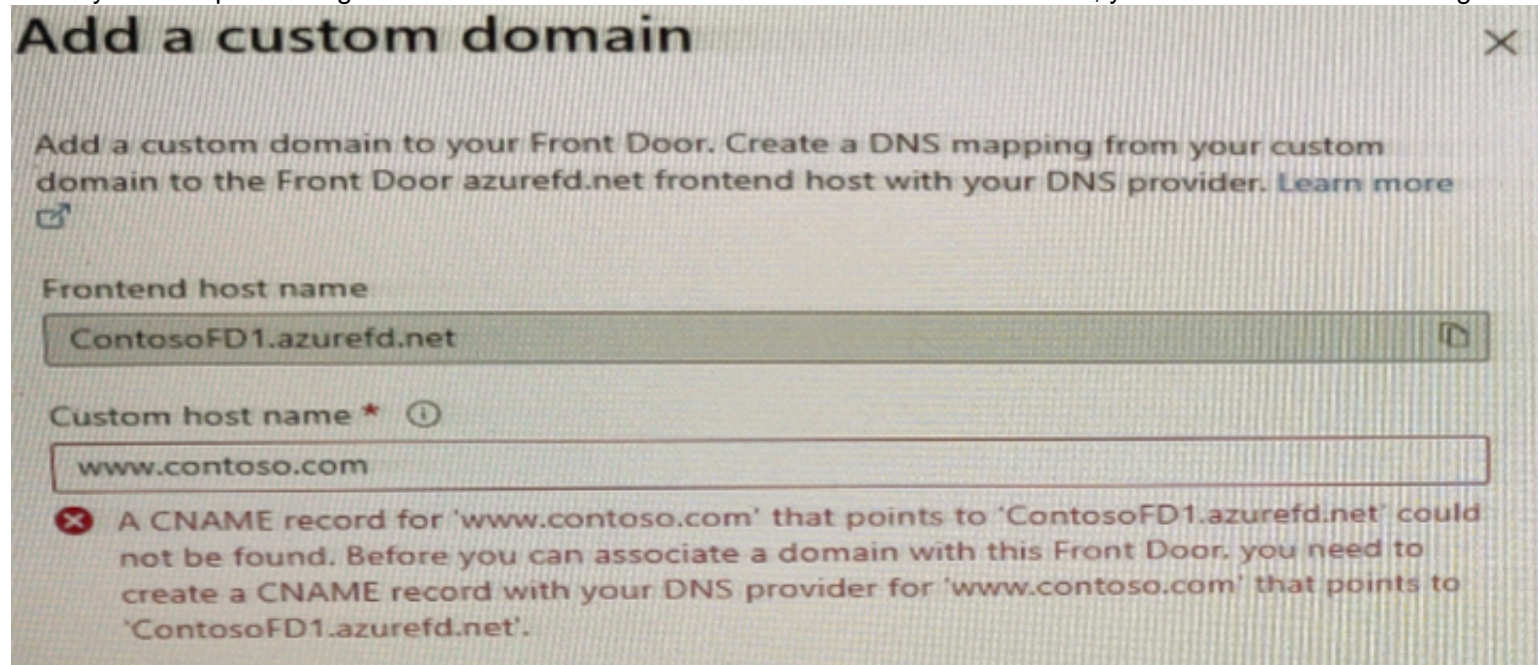 Add a custom domain
Add a custom domain to your Front Door. Create a DNS mapping from your custom
domain to the Front Door azurefd.net frontend host with your DNS provider. Learn more
Frontend host name
ContosoFD1.azurefd.net
Custom host name *
www.contoso.com
A CNAME record for 'www.contoso.com' that points to 'ContosoFD1.azurefd.net' could
not be found. Before you can associate a domain with this Front Door, you need to
create a CNAME record with your DNS provider for 'www.contoso.com' that points to
'ContosoFD1.azurefd.net'.